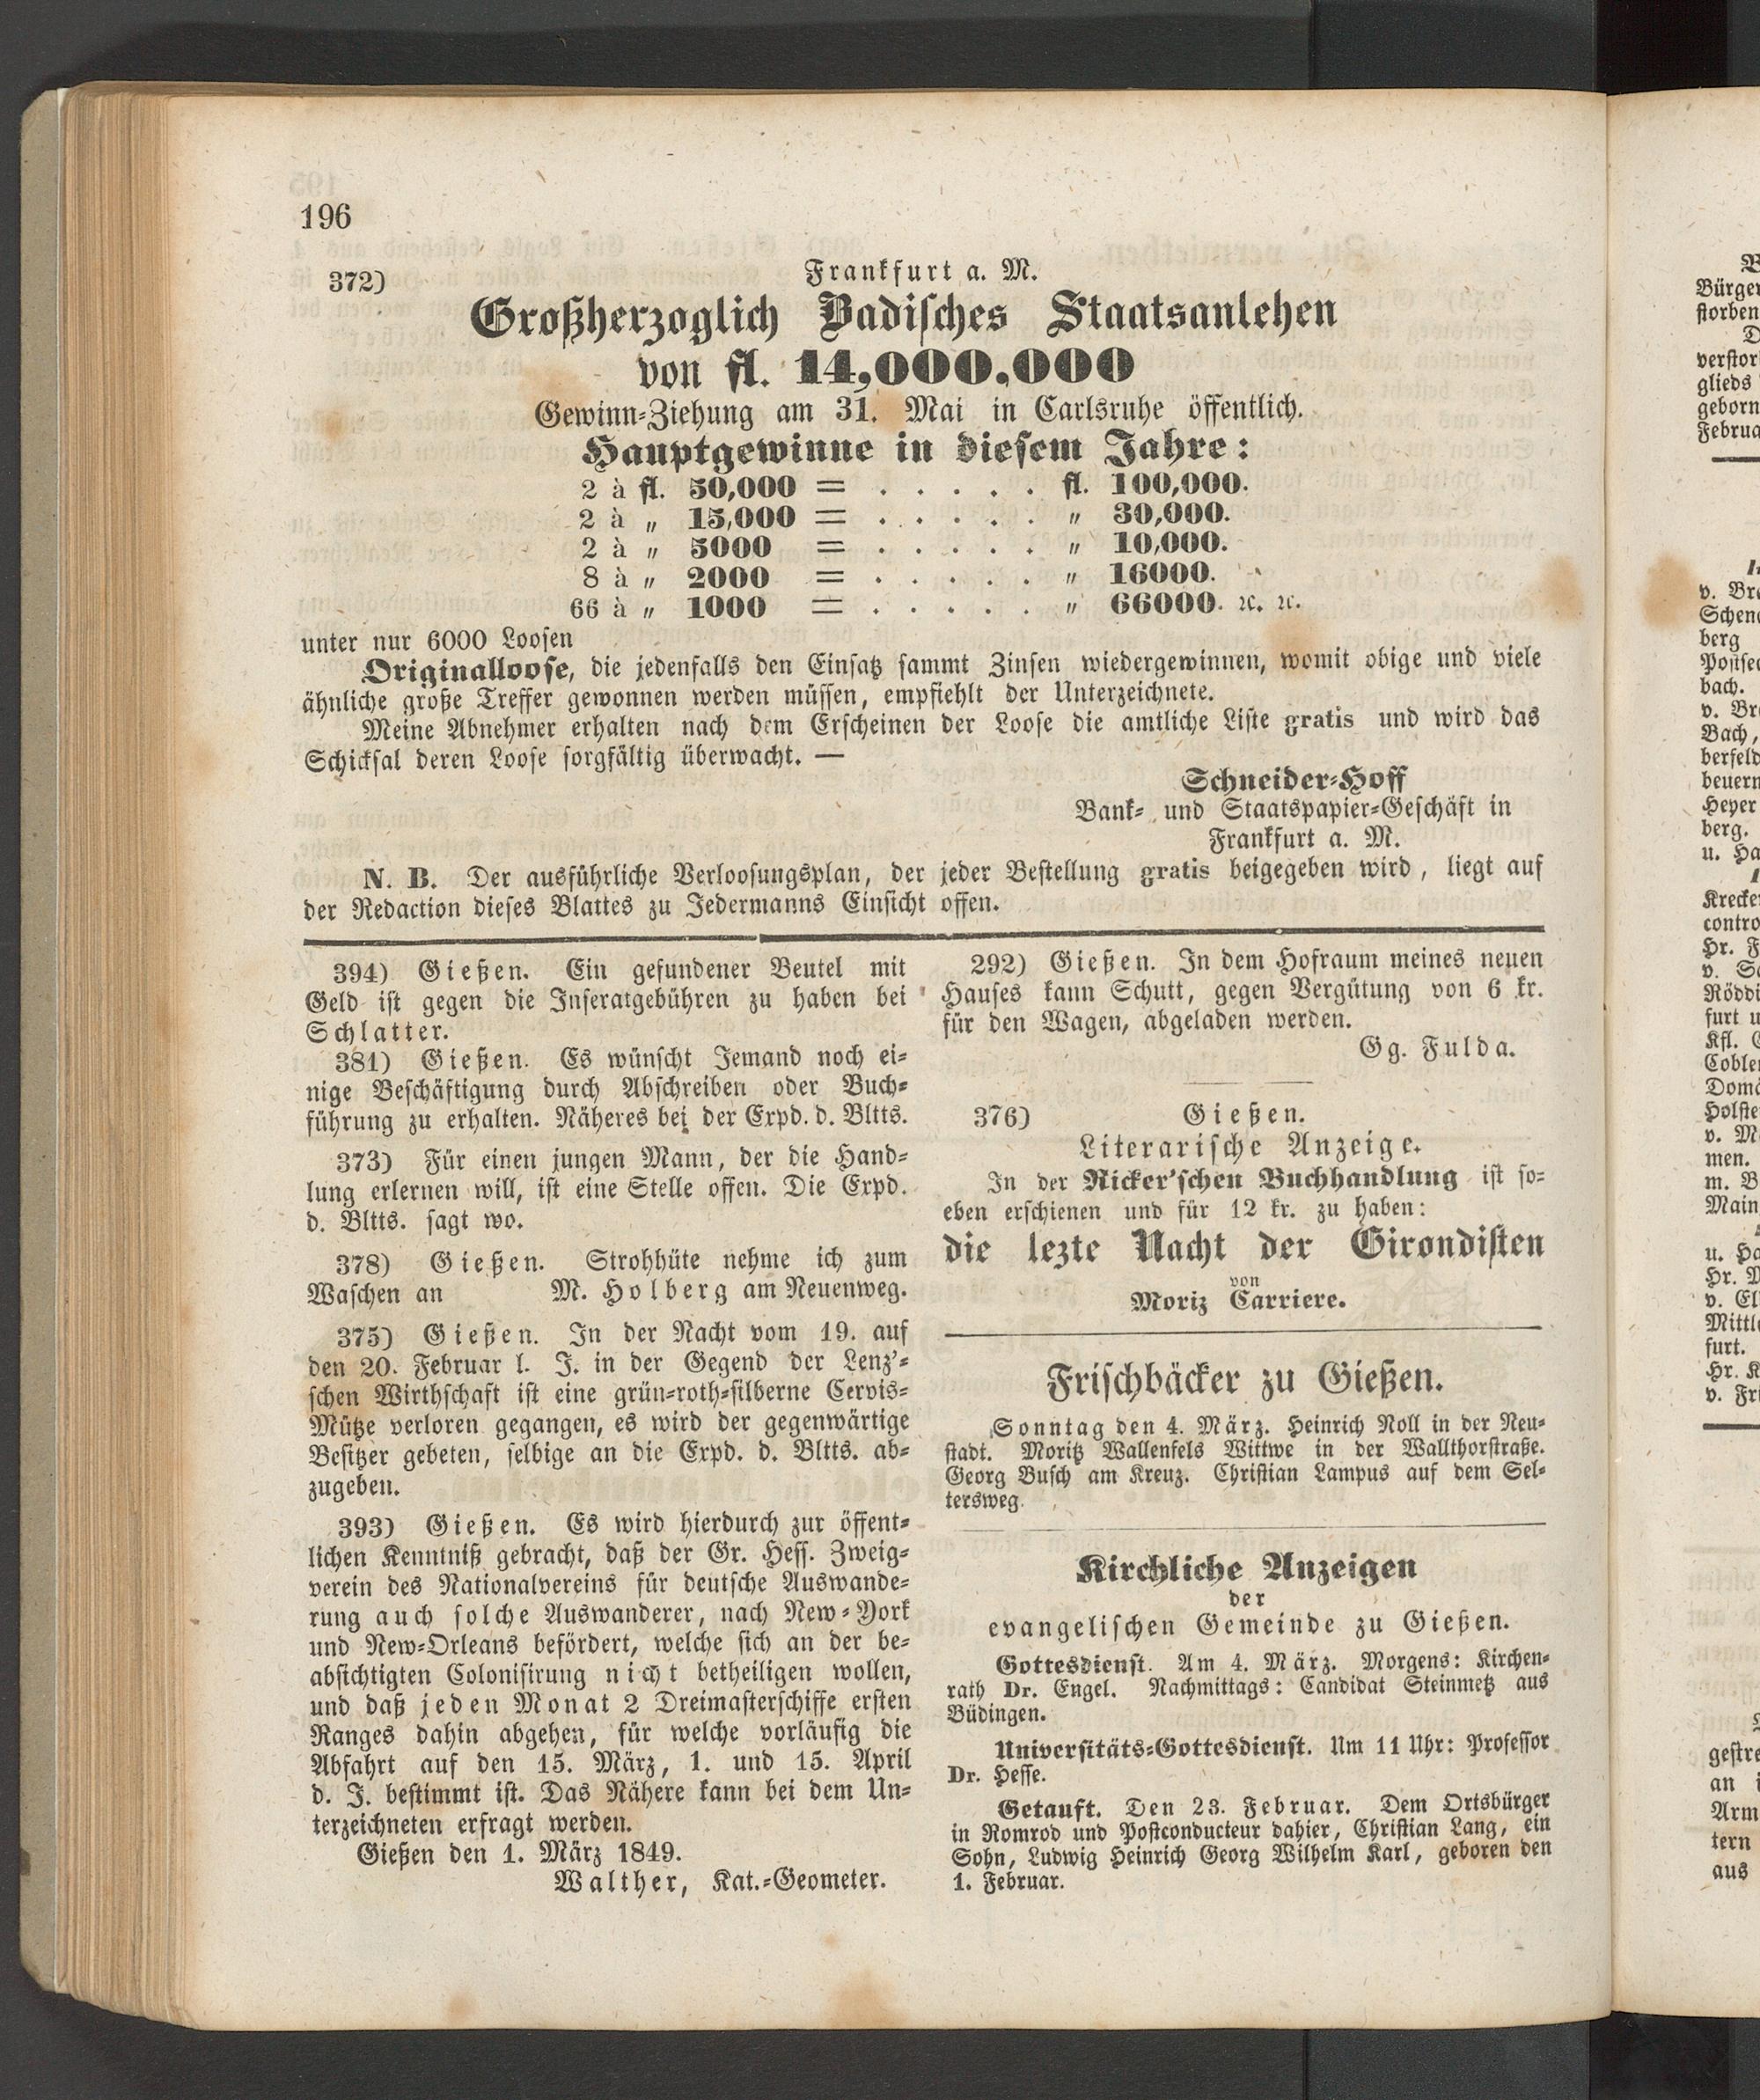 196
372) Frankfurt a. M.
Großherzoglich Badisches Staatsanlehen
von fl. 14,000,000
Gewinn-Ziehung am 31. Mai in Carlsruhe öffentlich.
Hauptgewinne in diesem Jahre:
2 à fl. 50,000 = . . . . . fl. 100,000.
2 à „ 15,000 = . . . . . „ 30,000.
2 à „ 5000 = . . . . . „ 10,000.
8 à „ 2000 = . . . . . „ 16000.
66 à „ 1000 = . . . . . „ 66000. ꝛc. ꝛc.
unter nur 6000 Loosen
Originalloose, die jedenfalls den Einsatz sammt Zinsen wiedergewinnen, womit obige und viele
ähnliche große Treffer gewonnen werden müssen, empfiehlt der Unterzeichnete.
Meine Abnehmer erhalten nach dem Erscheinen der Loose die amtliche Liste gratis und wird das
Schicksal deren Loose sorgfältig überwacht. —
Schneider-Hoff
Bank- und Staatspapier-Geschäft in
Frankfurt a. M.
N. B. Der ausführliche Verloosungsplan, der jeder Bestellung gratis beigegeben wird, liegt auf
der Redaction dieses Blattes zu Jedermanns Einsicht offen.
394) Gießen. Ein gefundener Beutel mit
Geld ist gegen die Inseratgebühren zu haben bei
Schlatter.
381) Gießen. Es wünscht Jemand noch ei-
nige Beschäftigung durch Abschreiben oder Buch-
führung zu erhalten. Näheres bei der Expd. d. Bltts.
373) Für einen jungen Mann, der die Hand-
lung erlernen will, ist eine Stelle offen. Die Expd.
d. Bltts. sagt wo.
378) Gießen. Strohhüte nehme ich zum
Waschen an M. Holberg am Neuenweg.
375) Gießen. In der Nacht vom 19. auf
den 20. Februar l. J. in der Gegend der Lenz'-
schen Wirthschaft ist eine grün-roth-silberne Cervis-
Mütze verloren gegangen, es wird der gegenwärtige
Besitzer gebeten, selbige an die Expd. d. Bltts. ab-
zugeben.
393) Gießen. Es wird hierdurch zur öffent-
lichen Kenntniß gebracht, daß der Gr. Hess. Zweig-
verein des Nationalvereins für deutsche Auswande-
rung auch solche Auswanderer, nach New-York
und New-Orleans befördert, welche sich an der be-
absichtigten Colonisirung nicht betheiligen wollen,
und daß jeden Monat 2 Dreimasterschiffe ersten
Ranges dahin abgehen, für welche vorläufig die
Abfahrt auf den 15. März, 1. und 15. April
d. J. bestimmt ist. Das Nähere kann bei dem Un-
terzeichneten erfragt werden.
Gießen den 1. März 1849.
Walther, Kat.-Geometer.
292) Gießen. In dem Hofraum meines neuen
Hauses kann Schutt, gegen Vergütung von 6 kr.
für den Wagen, abgeladen werden.
Gg. Fulda.
376) Gießen.
Literarische Anzeige.
In der Ricker'schen Buchhandlung ist so-
eben erschienen und für 12 kr. zu haben:
die lezte Nacht der Girondisten
von
Moriz Carriere.
Frischbäcker zu Gießen.
Sonntag den 4. März. Heinrich Noll in der Neu-
stadt. Moritz Wallenfels Wittwe in der Wallthorstraße.
Georg Busch am Kreuz. Christian Lampus auf dem Sel-
tersweg.
Kirchliche Anzeigen
der
evangelischen Gemeinde zu Gießen.
Gottesdienst. Am 4. März. Morgens: Kirchen-
rath Dr. Engel. Nachmittags: Candidat Steinmetz aus
Büdingen.
Universitäts-Gottesdienst. Um 11 Uhr: Professor
Dr. Hesse.
Getauft. Den 23. Februar. Dem Ortsbürger
in Romrod und Postconducteur dahier, Christian Lang, ein
Sohn, Ludwig Heinrich Georg Wilhelm Karl, geboren den
1. Februar.